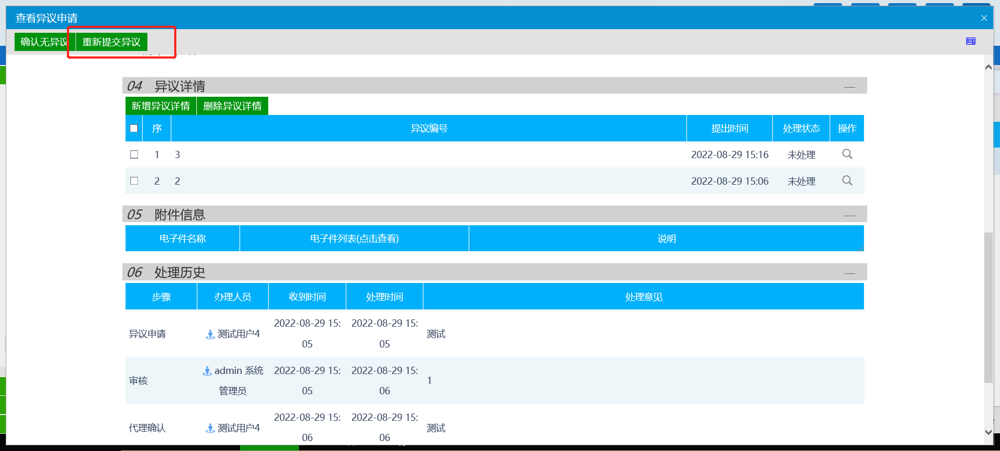 查看异议申请
确认无异议 重新提交异议
04 异议详情
新增异议详情 删除异议详情
序 异议编号 提出时间 处理状态 操作
1 3 2022-08-29 15:16 未处理
2 2 2022-08-29 15:06 未处理
05 附件信息
电子件名称 电子件列表(点击查看) 说明
06 处理历史
步骤 办理人员 收到时间 处理时间 处理意见
异议申请 测试用户4 2022-08-29 15:05 2022-08-29 15:05 测试
审核 admin 系统管理员 2022-08-29 15:05 2022-08-29 15:06 1
代理确认 测试用户4 2022-08-29 15:06 2022-08-29 15:06 测试